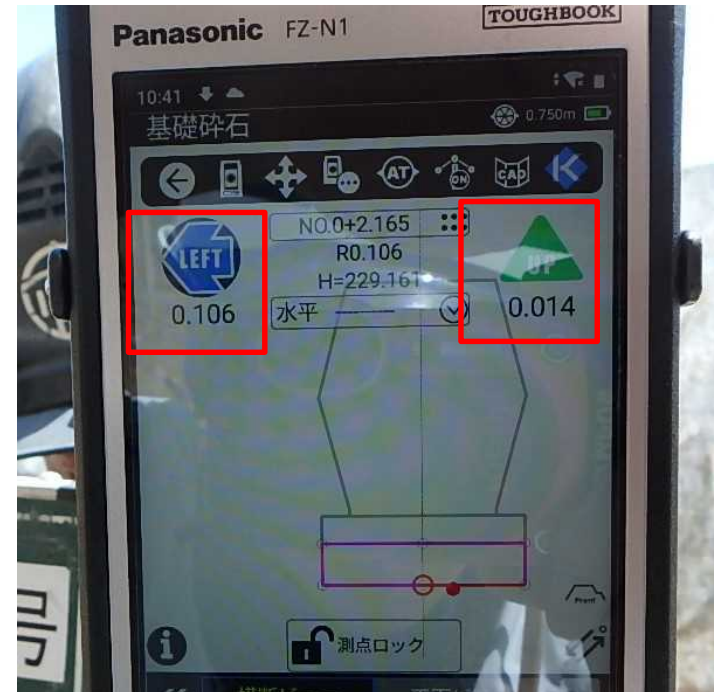 Panasonic FZ-N1
TOUGHBOOK
10:41
基礎砕石
0.750m
AT
ON
CAD
LEFT
0.106
NO.0+2.165
R0.106
H=229.161
水平
UP
0.014
Front
測点ロック
号